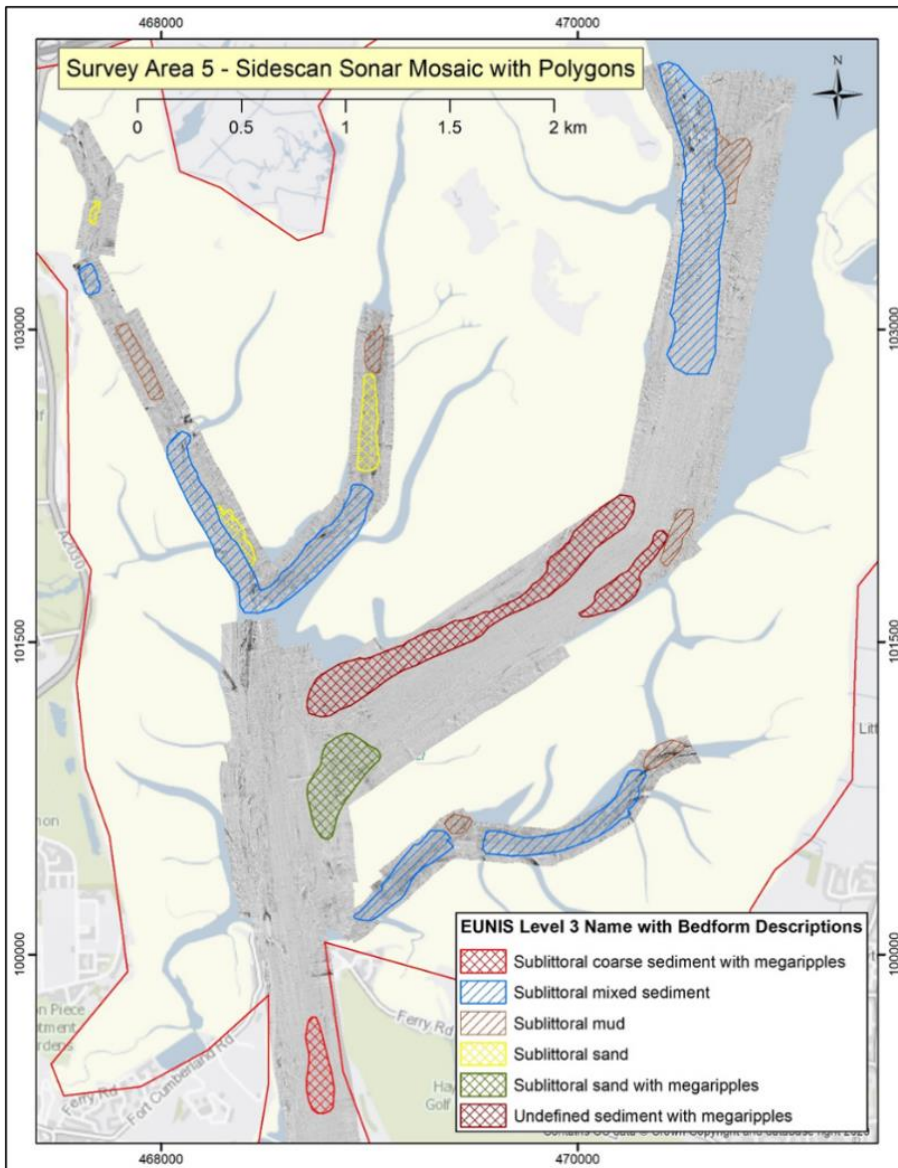 468000
470000
Survey Area 5 - Sidescan Sonar Mosaic with Polygons
N
0
0.5
1
1.5
2 km
103000
103000
A2030
101500
101500
100000
100000
Ferry Rd
Fort Cumberland Rd
Ferry Rd
Golf
EUNIS Level 3 Name with Bedform Descriptions
Sublittoral coarse sediment with megaripples
Sublittoral mixed sediment
Sublittoral mud
Sublittoral sand
Sublittoral sand with megaripples
Undefined sediment with megaripples
468000
470000